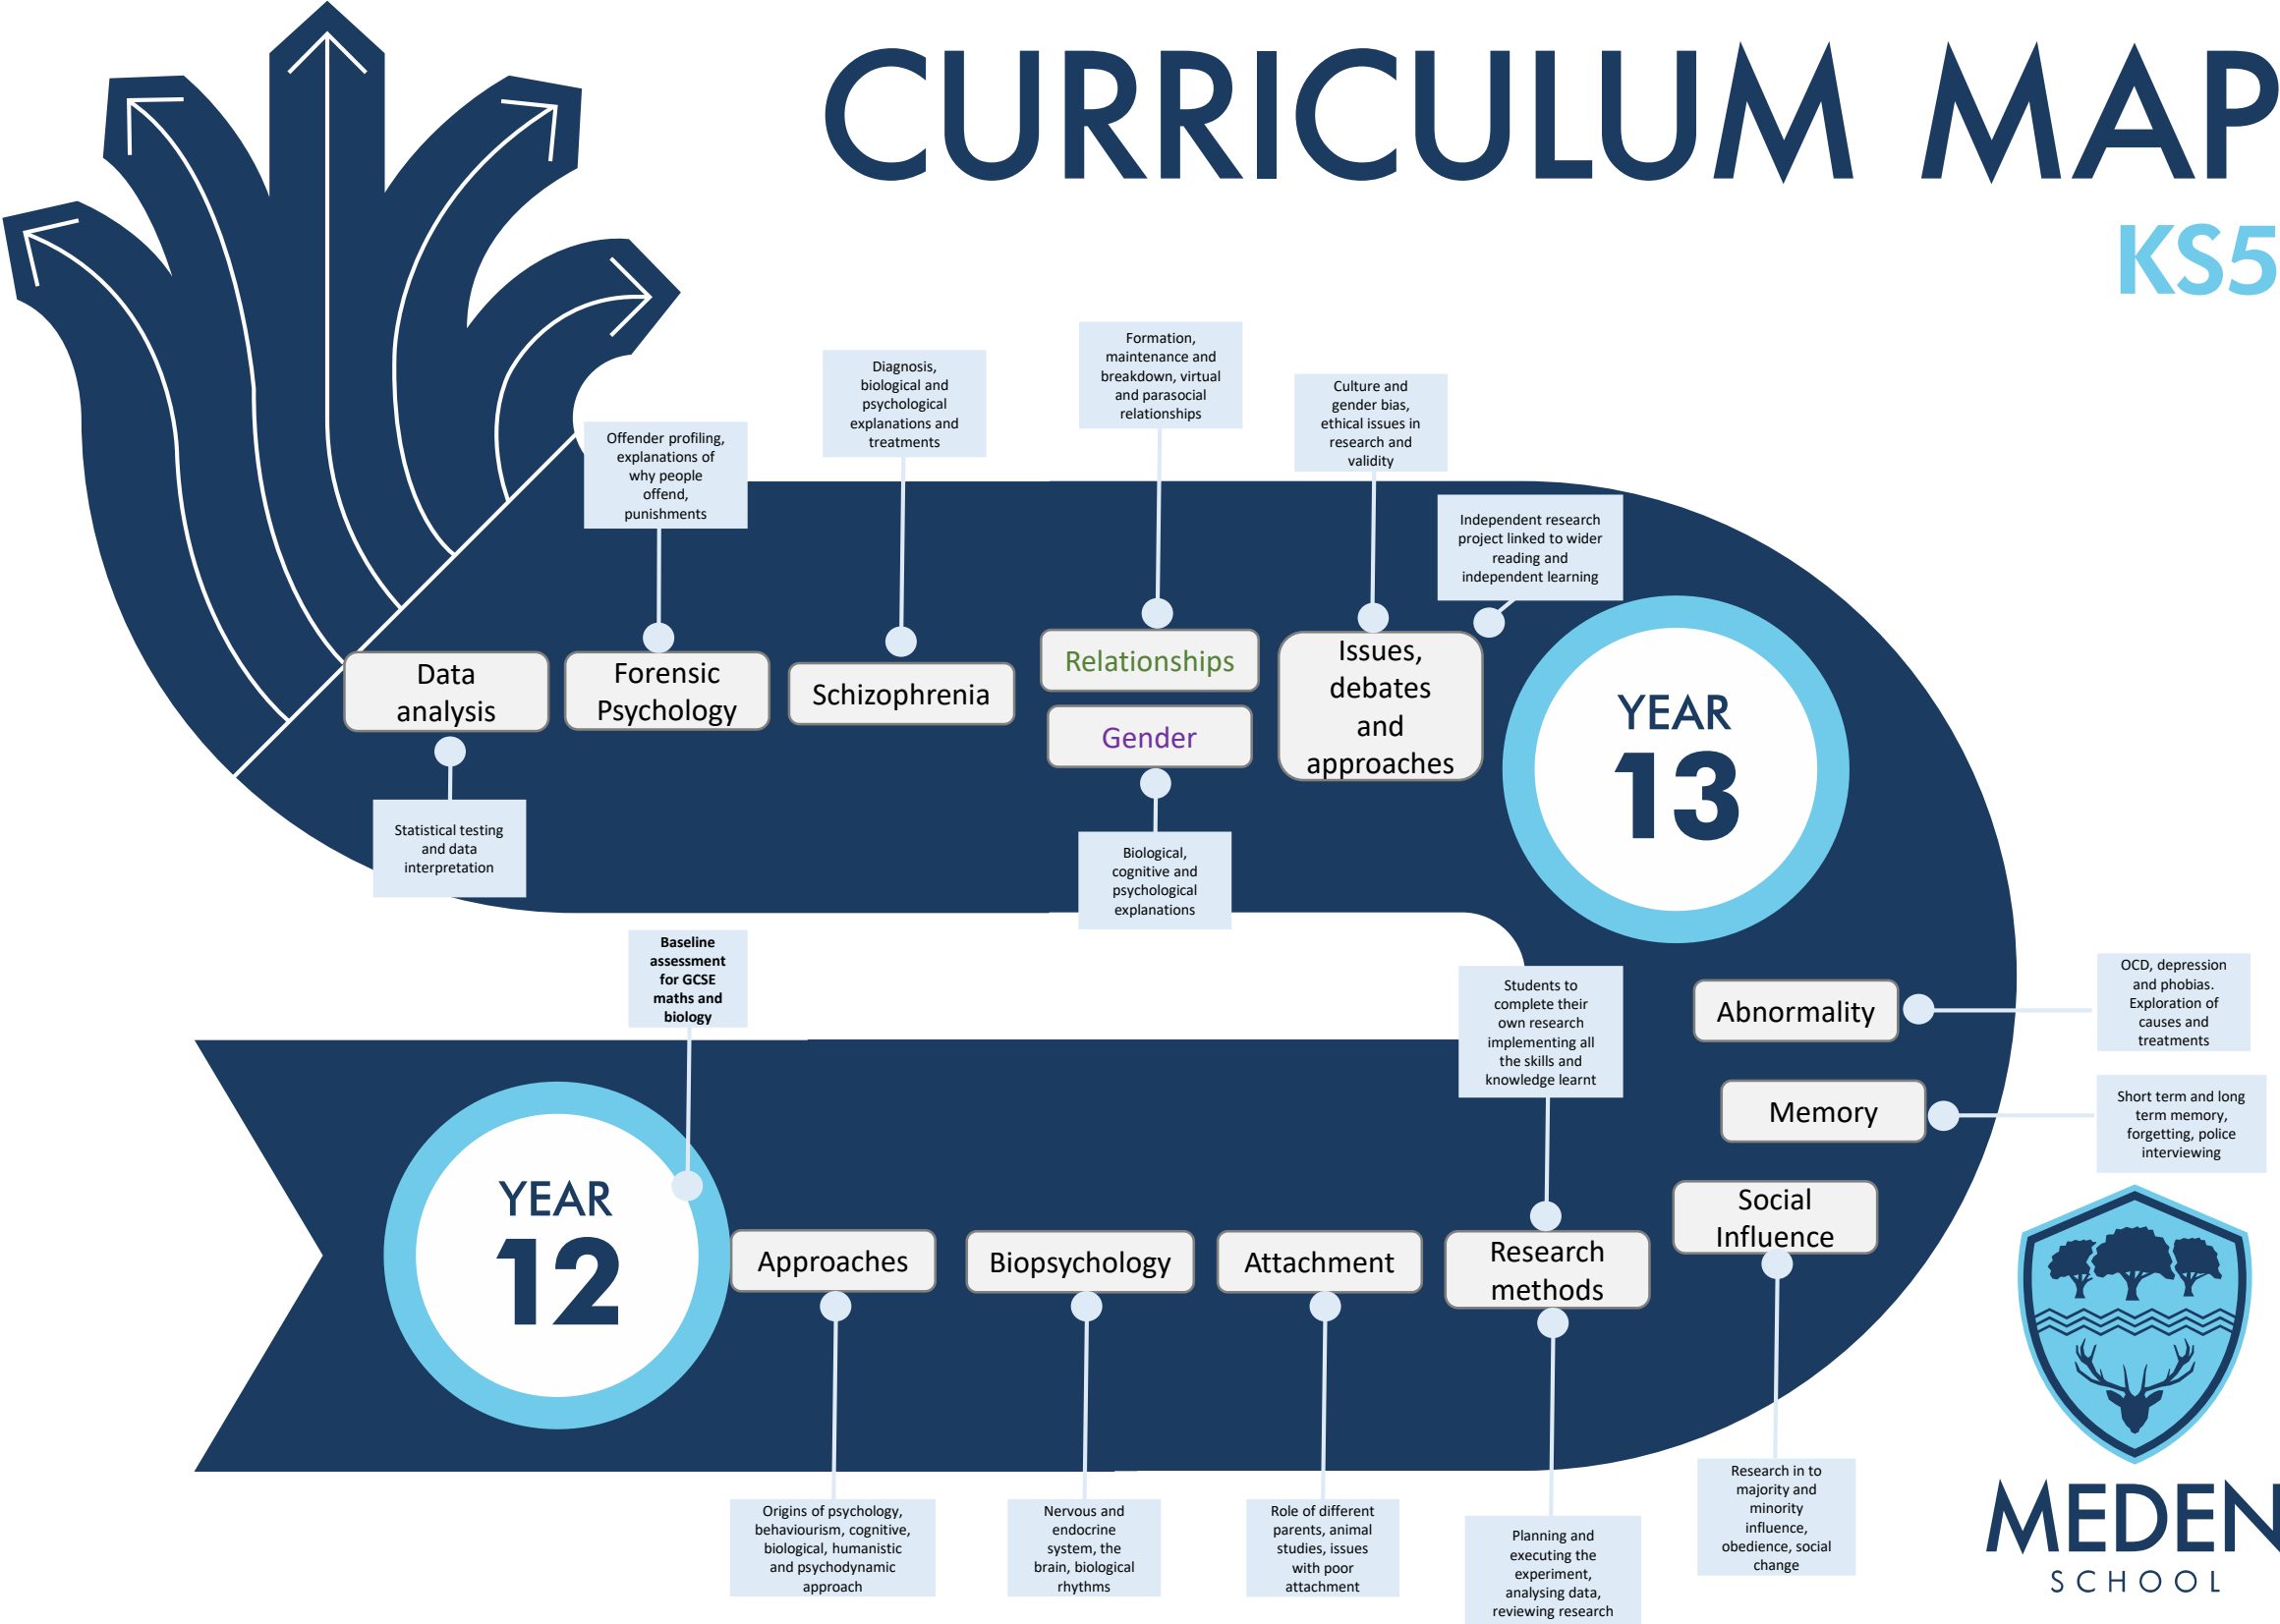 CURRICULUM MAP
KS5
Formation,
maintenance and
breakdown, virtual
and parasocial
relationships
Diagnosis,
biological and
psychological
explanations and
treatments
Culture and
gender bias,
ethical issues in
research and
validity
Offender profiling,
explanations of
why people
offend,
punishments
Independent research
project linked to wider
reading and
independent learning
Data
analysis
Forensic
Psychology
Schizophrenia
Relationships
Gender
Issues,
debates
and
approaches
YEAR
13
Statistical testing
and data
interpretation
Biological,
cognitive and
psychological
explanations
Baseline
assessment
for GCSE
maths and
biology
Students to
complete their
own research
implementing all
the skills and
knowledge learnt
Abnormality
OCD, depression
and phobias.
Exploration of
causes and
treatments
Memory
Short term and long
term memory,
forgetting, police
interviewing
Social
Influence
YEAR
12
Approaches
Biopsychology
Attachment
Research
methods
Origins of psychology,
behaviourism, cognitive,
biological, humanistic
and psychodynamic
approach
Nervous and
endocrine
system, the
brain, biological
rhythms
Role of different
parents, animal
studies, issues
with poor
attachment
Planning and
executing the
experiment,
analysing data,
reviewing research
Research in to
majority and
minority
influence,
obedience, social
change
MEDEN
SCHOOL